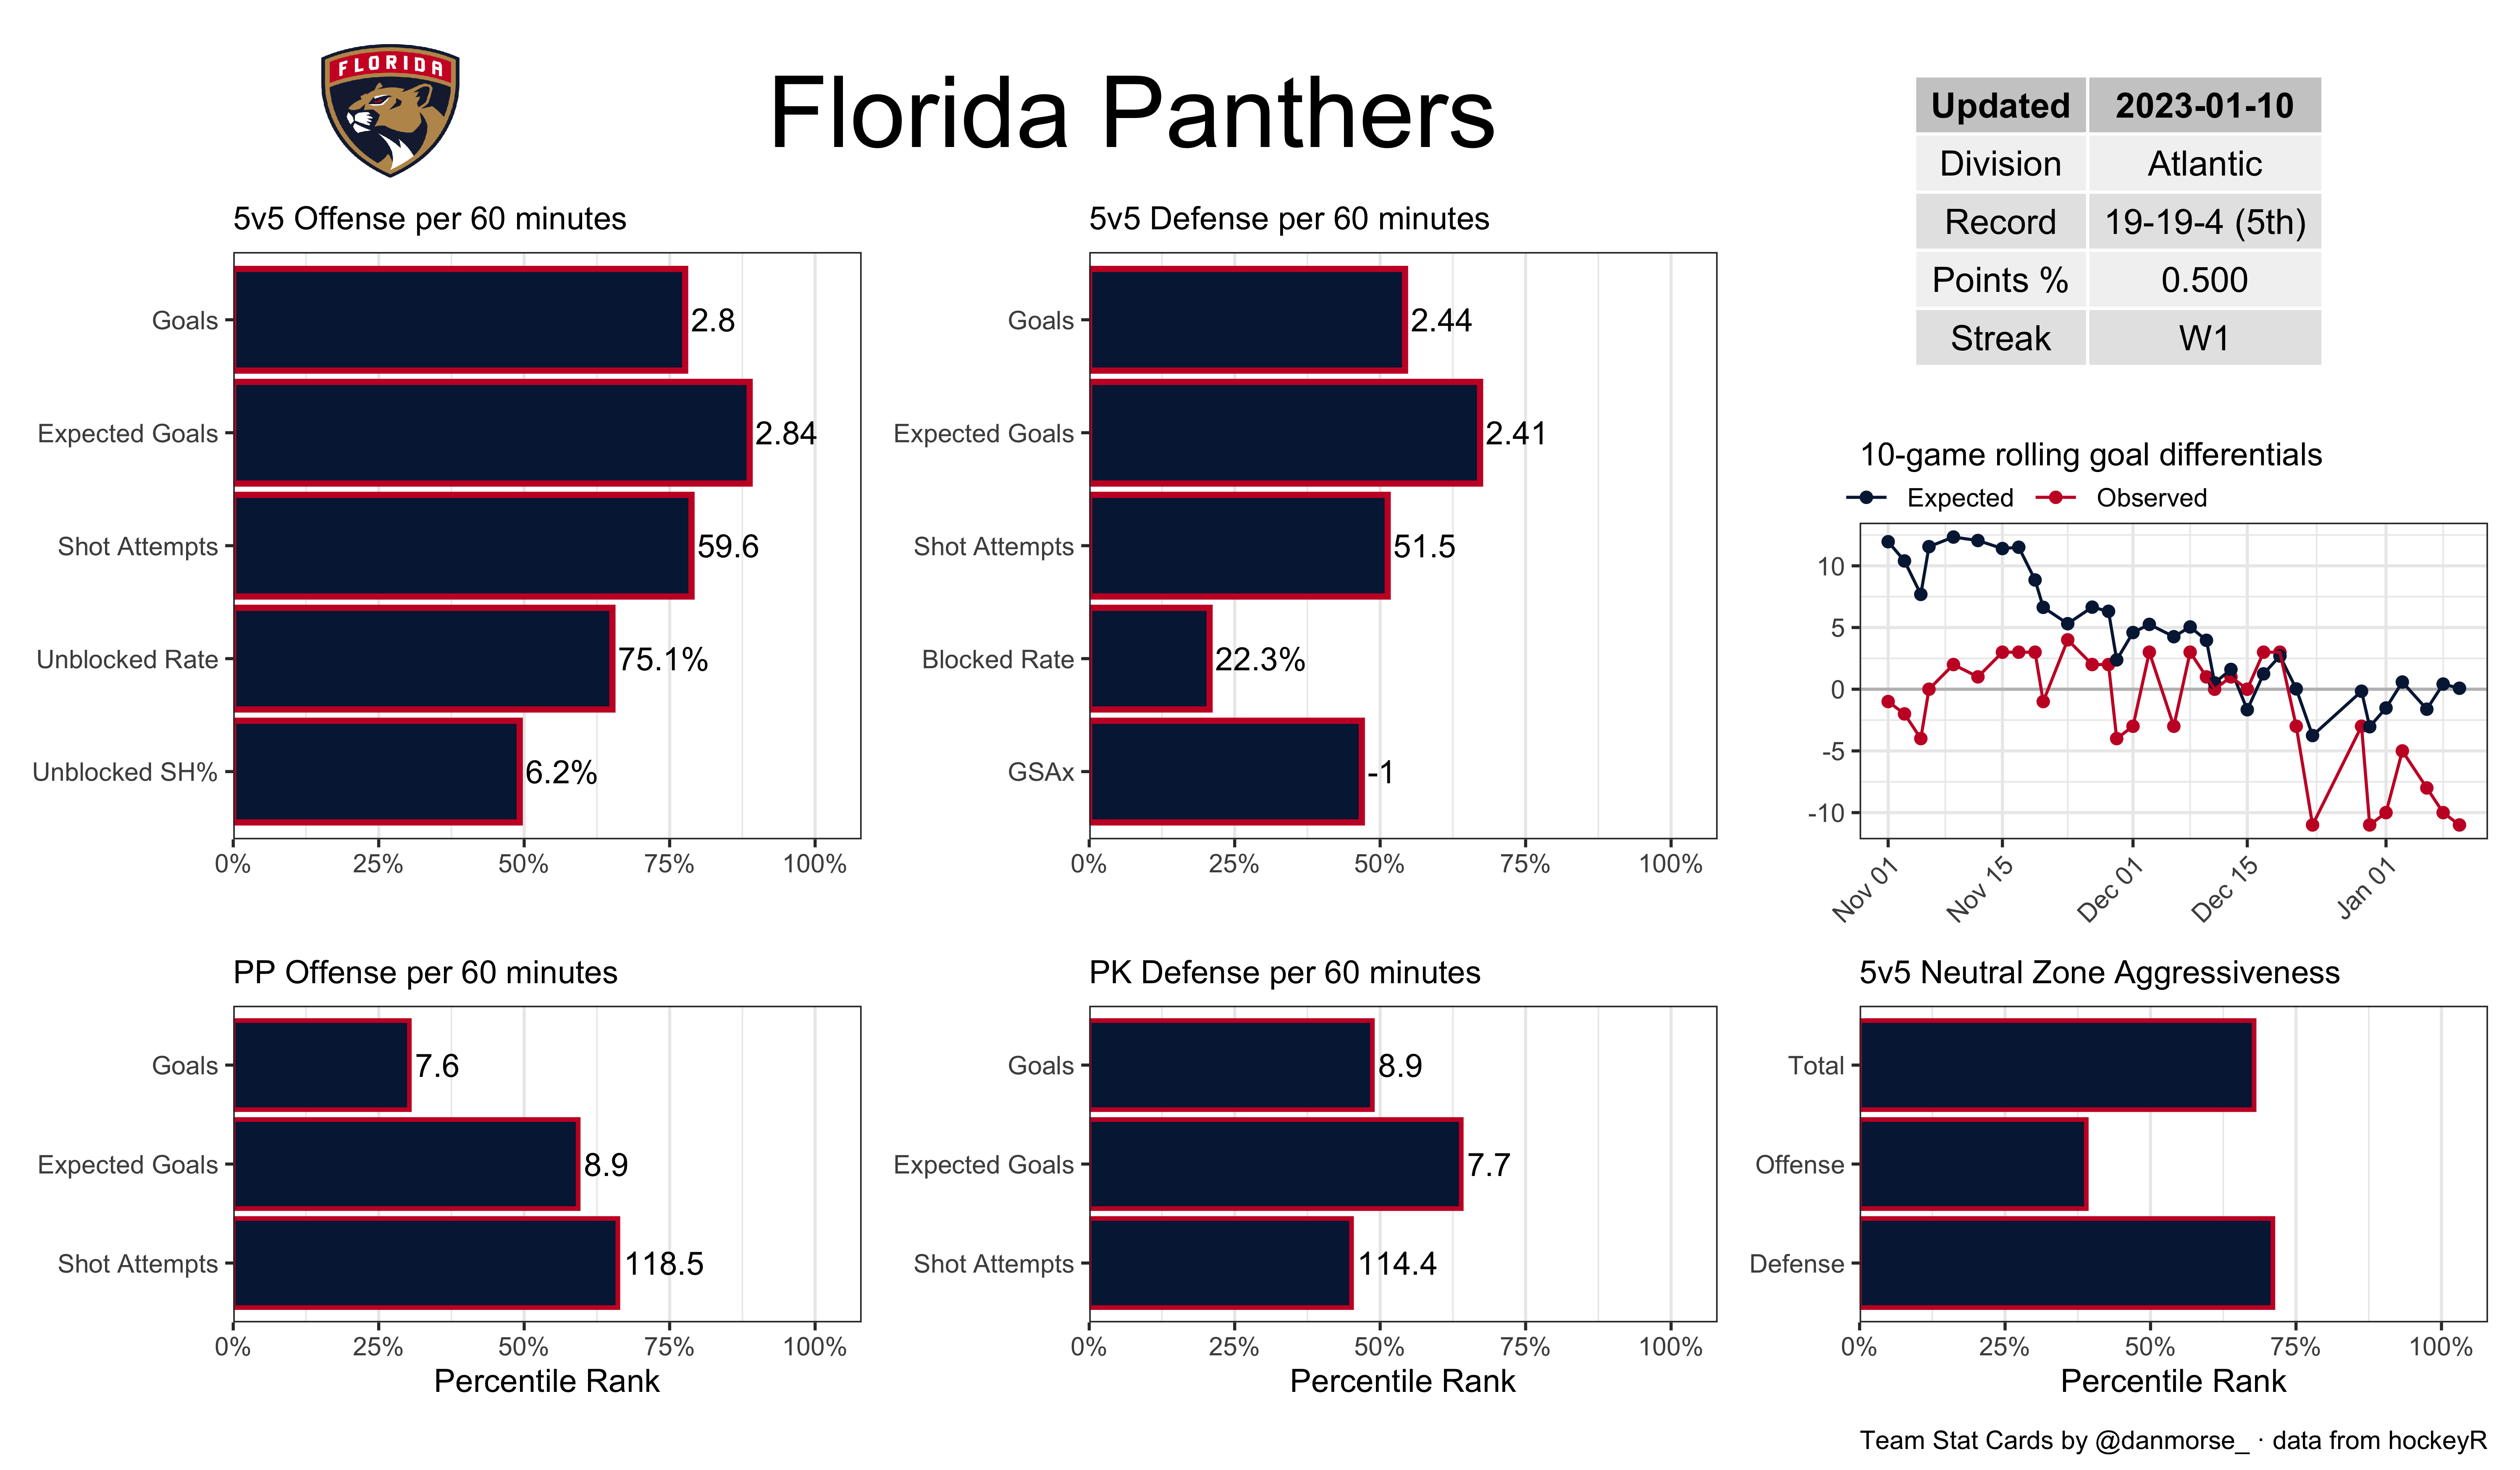 FLORIDA
Florida Panthers
Updated 2023-01-10
Division Atlantic
Record 19-19-4 (5th)
Points % 0.500
Streak W1
5v5 Offense per 60 minutes
Goals 2.8
Expected Goals 2.84
Shot Attempts 59.6
Unblocked Rate 75.1%
Unblocked SH% 6.2%
0% 25% 50% 75% 100%
5v5 Defense per 60 minutes
Goals 2.44
Expected Goals 2.41
Shot Attempts 51.5
Blocked Rate 22.3%
GSAx -1
0% 25% 50% 75% 100%
10-game rolling goal differentials
Expected Observed
10
5
0
-5
-10
Nov 01 Nov 15 Dec 01 Dec 15 Jan 01
PP Offense per 60 minutes
Goals 7.6
Expected Goals 8.9
Shot Attempts 118.5
0% 25% 50% 75% 100%
Percentile Rank
PK Defense per 60 minutes
Goals 8.9
Expected Goals 7.7
Shot Attempts 114.4
0% 25% 50% 75% 100%
Percentile Rank
5v5 Neutral Zone Aggressiveness
Total
Offense
Defense
0% 25% 50% 75% 100%
Percentile Rank
Team Stat Cards by @danmorse_ · data from hockeyR